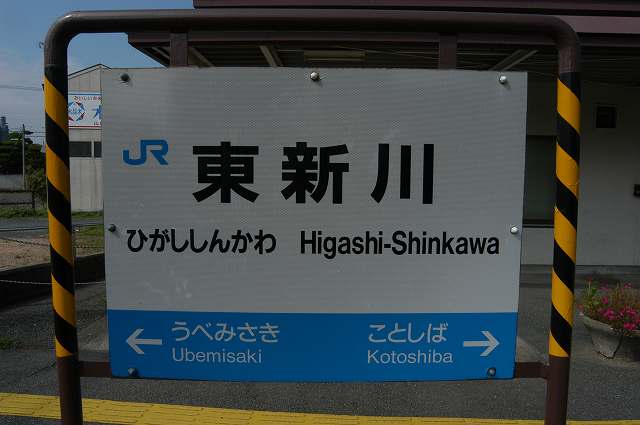 JR 東新川
ひがししんかわ Higashi-Shinkawa
← うべみさき ことしば →
Ubemisaki Kotoshiba